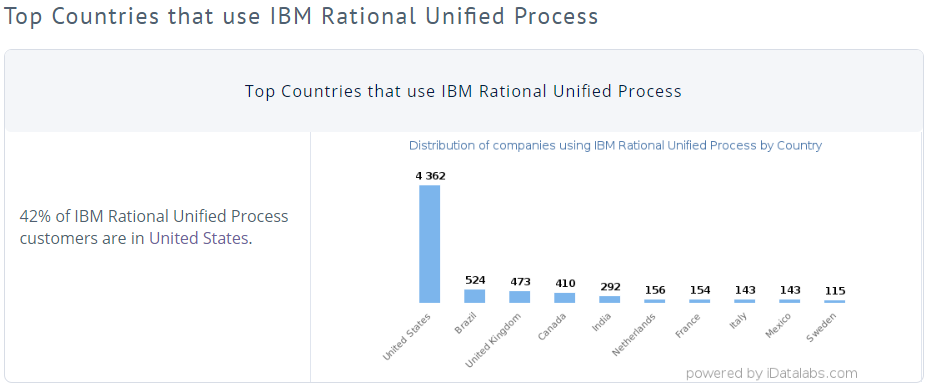 Top Countries that use IBM Rational Unified Process
Top Countries that use IBM Rational Unified Process
42% of IBM Rational Unified Process
customers are in United States.
Distribution of companies using IBM Rational Unified Process by Country
4 362
524
473
410
292
156
154
143
143
115
United States
Brazil
United Kingdom
Canada
India
Netherlands
France
Italy
Mexico
Sweden
powered by iDatalabs.com